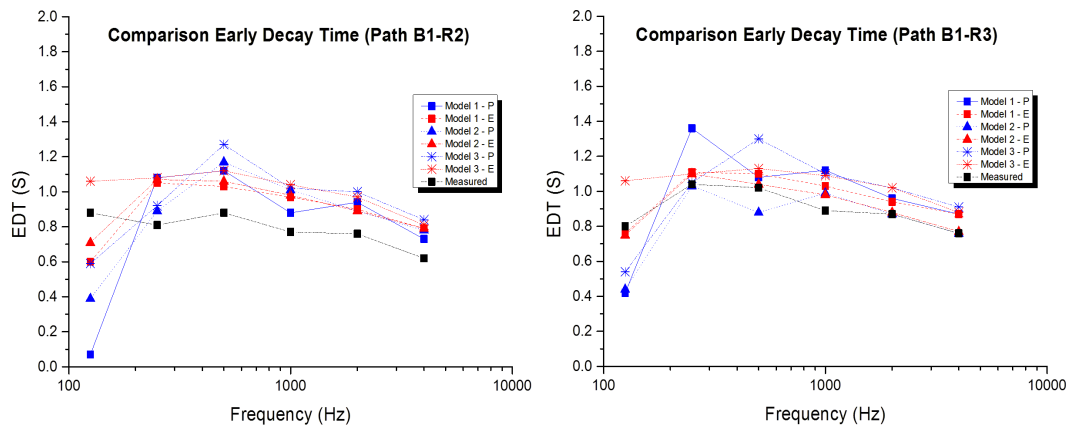 Comparison Early Decay Time (Path B1-R2)
EDT (S)
2.0
1.8
1.6
1.4
1.2
1.0
0.8
0.6
0.4
0.2
0.0
Model 1 - P
Model 1 - E
Model 2 - P
Model 2 - E
Model 3 - P
Model 3 - E
Measured
100
1000
10000
Frequency (Hz)
Comparison Early Decay Time (Path B1-R3)
EDT (S)
2.0
1.8
1.6
1.4
1.2
1.0
0.8
0.6
0.4
0.2
0.0
Model 1 - P
Model 1 - E
Model 2 - P
Model 2 - E
Model 3 - P
Model 3 - E
Measured
100
1000
10000
Frequency (Hz)